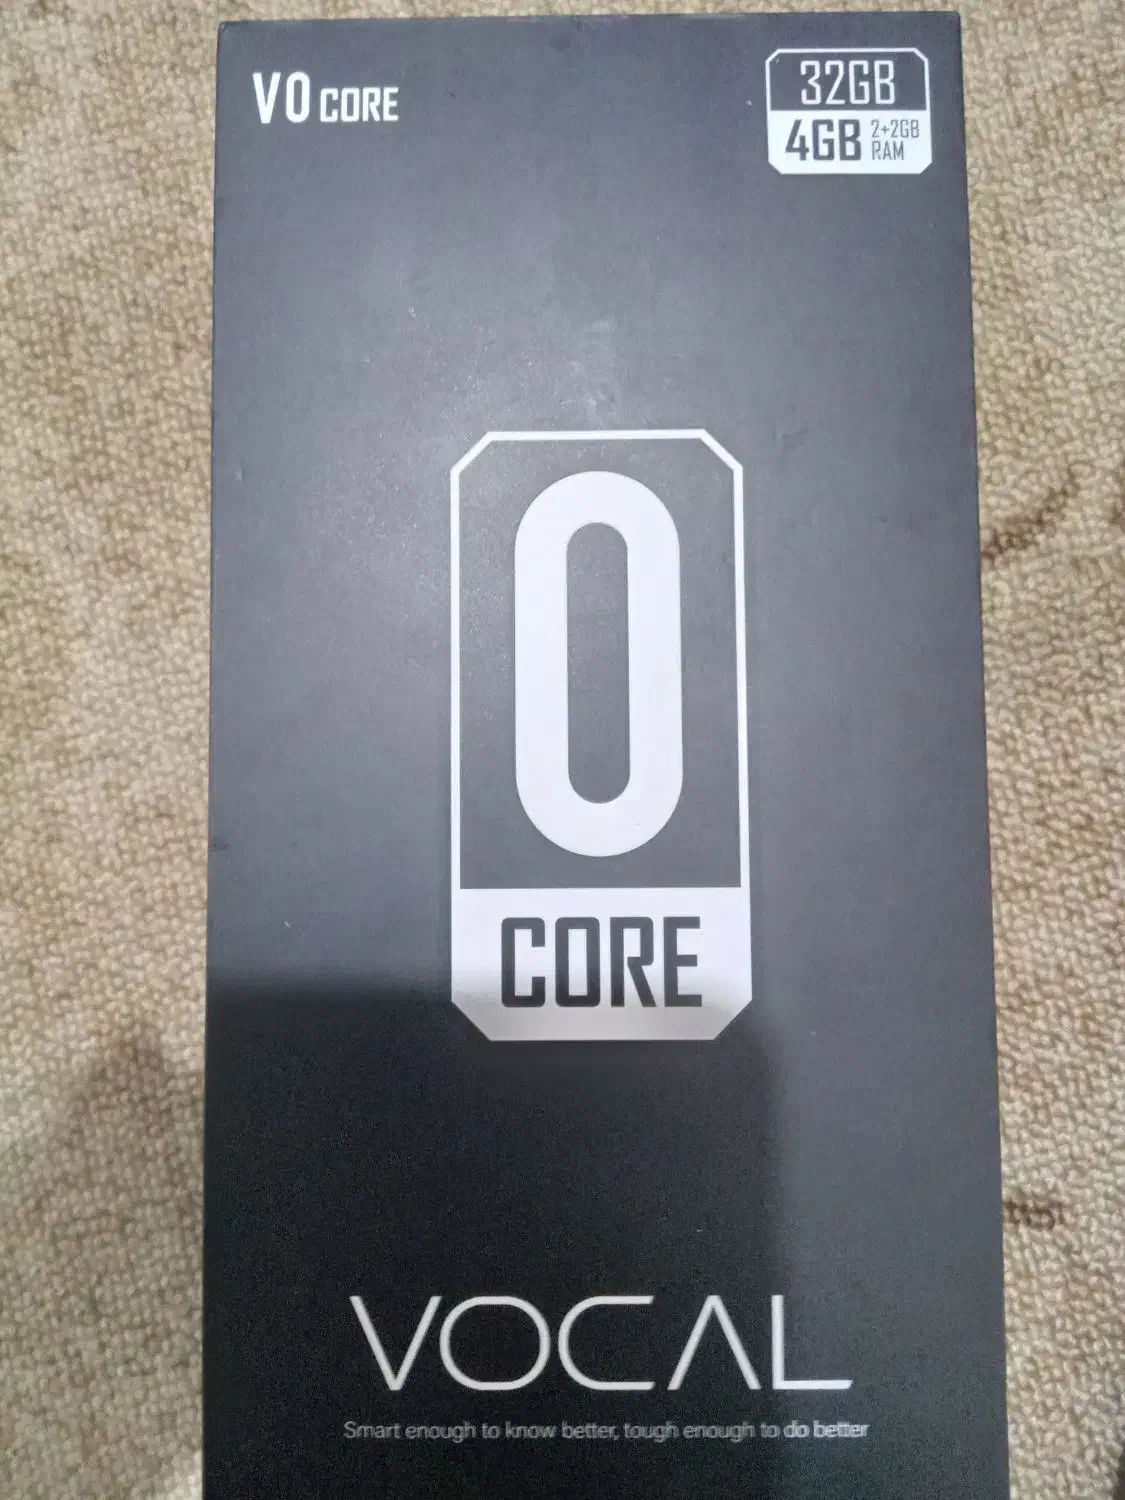 V0 CORE
32GB
4GB 2+2GB RAM
0
CORE
VOCAL
Smart enough to know better, tough enough to do better